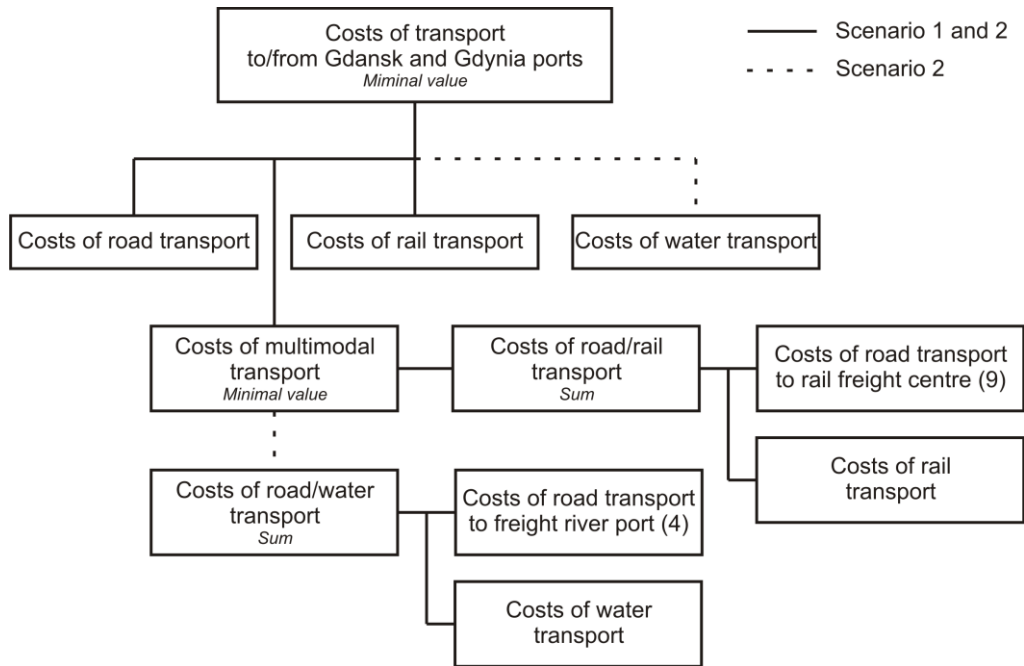 Costs of transport
to/from Gdansk and Gdynia ports
Miminal value
Scenario 1 and 2
Scenario 2
Costs of road transport
Costs of rail transport
Costs of water transport
Costs of multimodal
transport
Minimal value
Costs of road/rail
transport
Sum
Costs of road transport
to rail freight centre (9)
Costs of rail
transport
Costs of road/water
transport
Sum
Costs of road transport
to freight river port (4)
Costs of water
transport